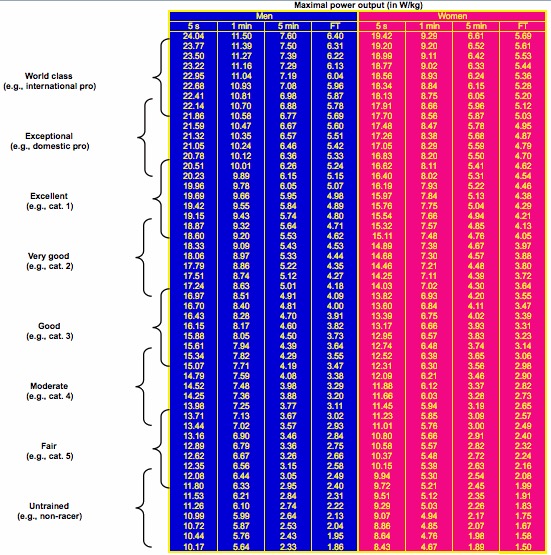 Maximal power output (in W/kg)
Men Women
5 s 1 min 5 min FT 5 s 1 min 5 min FT
24.04 11.50 7.60 6.40 19.42 9.29 6.61 5.69
23.77 11.39 7.50 6.31 19.20 9.20 6.52 5.61
23.50 11.27 7.39 6.22 18.99 9.11 6.42 5.53
23.22 11.16 7.29 6.13 18.77 9.02 6.33 5.44
World class
22.95 11.04 7.19 6.04 18.56 8.93 6.24 5.36
(e.g., international pro)
22.68 10.93 7.08 5.96 18.34 8.84 6.15 5.28
22.41 10.81 6.98 5.87 18.13 8.75 6.05 5.20
22.14 10.70 6.88 5.78 17.91 8.66 5.96 5.12
21.86 10.58 6.77 5.69 17.70 8.56 5.87 5.03
21.59 10.47 6.67 5.60 17.48 8.47 5.78 4.95
Exceptional
21.32 10.35 6.57 5.51 17.26 8.38 5.68 4.87
(e.g., domestic pro)
21.05 10.24 6.46 5.42 17.05 8.29 5.59 4.79
20.78 10.12 6.36 5.33 16.83 8.20 5.50 4.70
20.51 10.01 6.26 5.24 16.62 8.11 5.41 4.62
20.23 9.89 6.15 5.15 16.40 8.02 5.31 4.54
19.96 9.78 6.05 5.07 16.19 7.93 5.22 4.46
Excellent
19.69 9.66 5.95 4.98 15.97 7.84 5.13 4.38
(e.g., cat. 1)
19.42 9.55 5.84 4.89 15.76 7.75 5.04 4.29
19.15 9.43 5.74 4.80 15.54 7.66 4.94 4.21
18.87 9.32 5.64 4.71 15.32 7.57 4.85 4.13
18.60 9.20 5.53 4.62 15.11 7.48 4.76 4.05
18.33 9.09 5.43 4.53 14.89 7.39 4.67 3.97
Very good
18.06 8.97 5.33 4.44 14.68 7.30 4.57 3.88
(e.g., cat. 2)
17.79 8.86 5.22 4.35 14.46 7.21 4.48 3.80
17.51 8.74 5.12 4.27 14.25 7.11 4.39 3.72
17.24 8.63 5.01 4.18 14.03 7.02 4.30 3.64
16.97 8.51 4.91 4.09 13.82 6.93 4.20 3.55
16.70 8.40 4.81 4.00 13.60 6.84 4.11 3.47
16.43 8.28 4.70 3.91 13.39 6.75 4.02 3.39
Good
16.15 8.17 4.60 3.82 13.17 6.66 3.93 3.31
(e.g., cat. 3)
15.88 8.05 4.50 3.73 12.95 6.57 3.83 3.23
15.61 7.94 4.39 3.64 12.74 6.48 3.74 3.14
15.34 7.82 4.29 3.55 12.52 6.39 3.65 3.06
15.07 7.71 4.19 3.47 12.31 6.30 3.56 2.98
14.79 7.59 4.08 3.38 12.09 6.21 3.46 2.90
Moderate
14.52 7.48 3.98 3.29 11.88 6.12 3.37 2.82
(e.g., cat. 4)
14.25 7.36 3.88 3.20 11.66 6.03 3.28 2.73
13.98 7.25 3.77 3.11 11.45 5.94 3.19 2.65
13.71 7.13 3.67 3.02 11.23 5.85 3.09 2.57
13.44 7.02 3.57 2.93 11.01 5.76 3.00 2.49
13.16 6.90 3.46 2.84 10.80 5.66 2.91 2.40
Fair
12.89 6.79 3.36 2.75 10.58 5.57 2.82 2.32
(e.g., cat. 5)
12.62 6.67 3.26 2.66 10.37 5.48 2.72 2.24
12.35 6.56 3.15 2.58 10.15 5.39 2.63 2.16
12.08 6.44 3.05 2.49 9.94 5.30 2.54 2.08
11.80 6.33 2.95 2.40 9.72 5.21 2.45 1.99
11.53 6.21 2.84 2.31 9.51 5.12 2.35 1.91
Untrained
11.26 6.10 2.74 2.22 9.29 5.03 2.26 1.83
(e.g., non-racer)
10.99 5.99 2.64 2.13 9.07 4.94 2.17 1.75
10.72 5.87 2.53 2.04 8.86 4.85 2.07 1.67
10.44 5.76 2.43 1.95 8.64 4.76 1.98 1.58
10.17 5.64 2.33 1.86 8.43 4.67 1.89 1.50